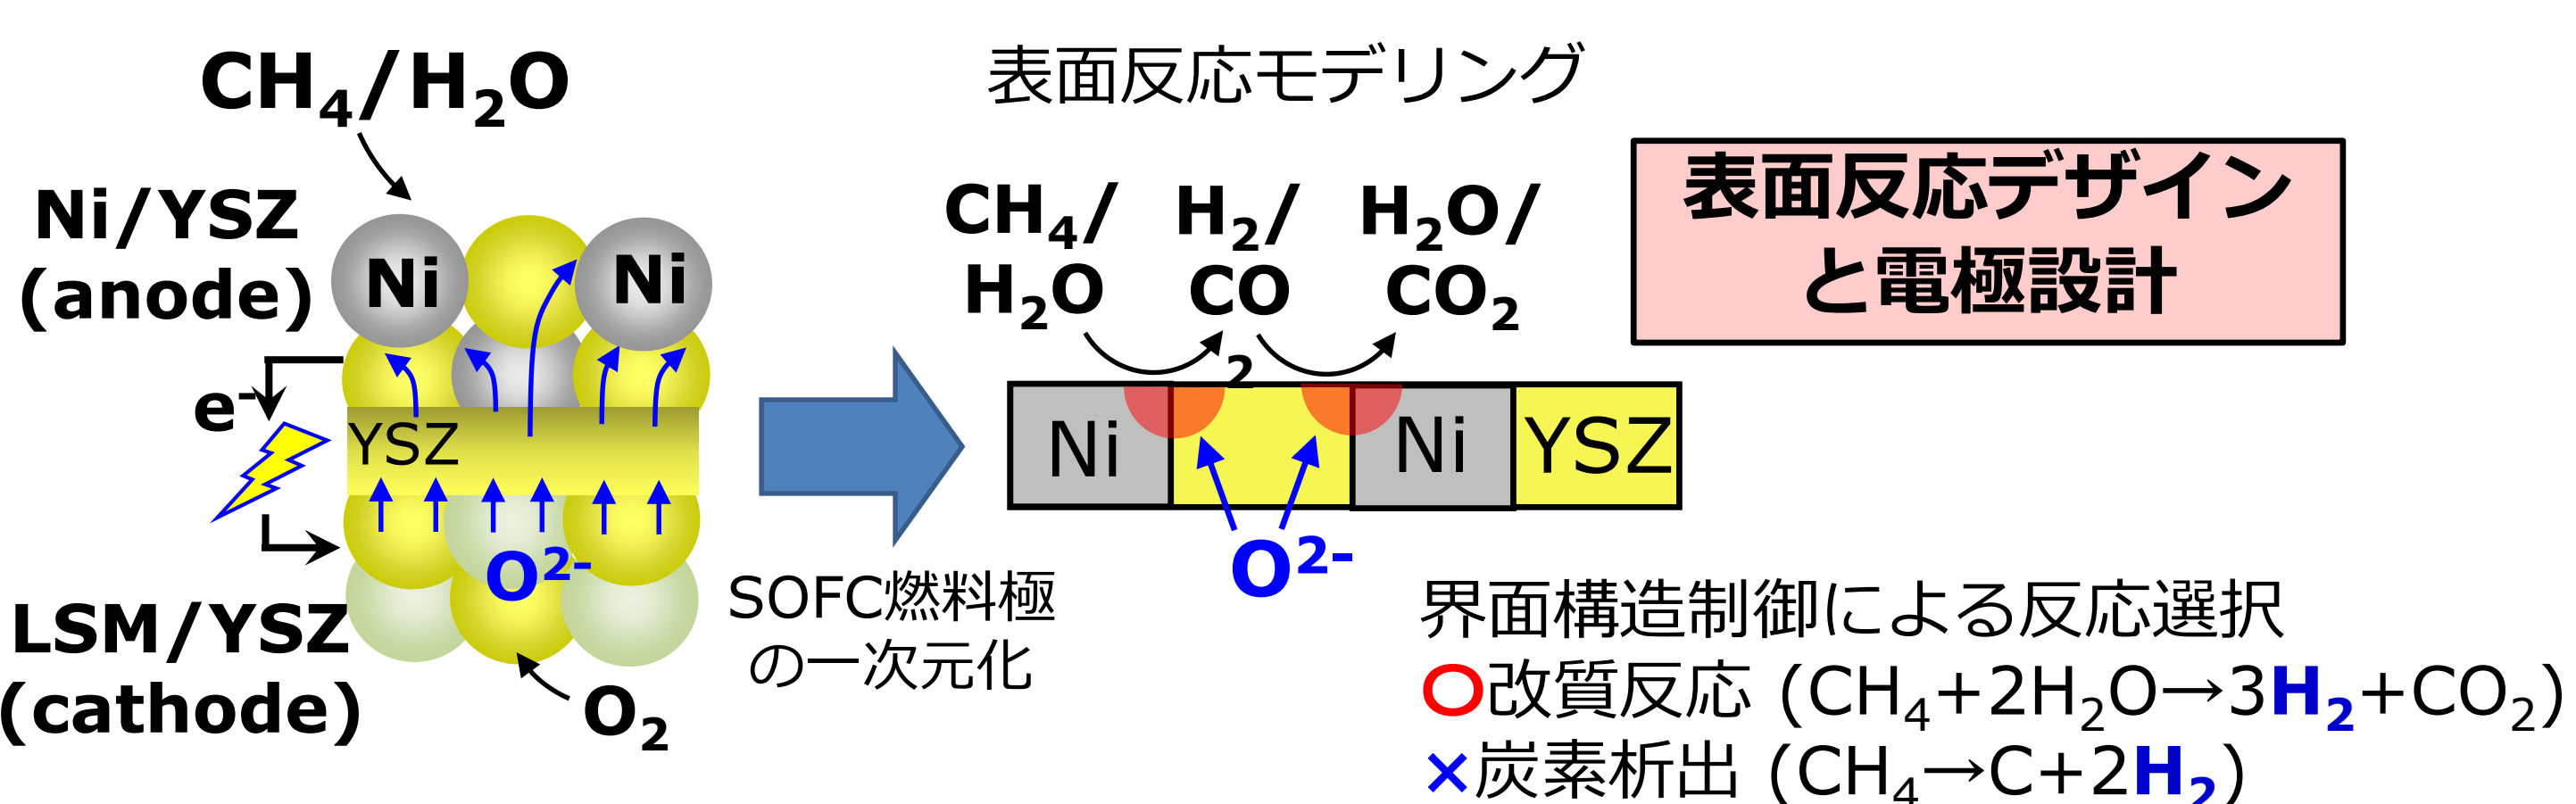 CH₄/H₂O
Ni/YSZ
(anode)
Ni
Ni
e⁻
YSZ
O²⁻
LSM/YSZ
(cathode)
O₂
SOFC燃料極
の一次元化
表面反応モデリング
CH₄/
H₂O
H₂/
CO
2
H₂O/
CO₂
Ni
Ni
YSZ
O²⁻
表面反応デザイン
と電極設計
界面構造制御による反応選択
○改質反応 (CH₄+2H₂O→3H₂+CO₂)
×炭素析出 (CH₄→C+2H₂)